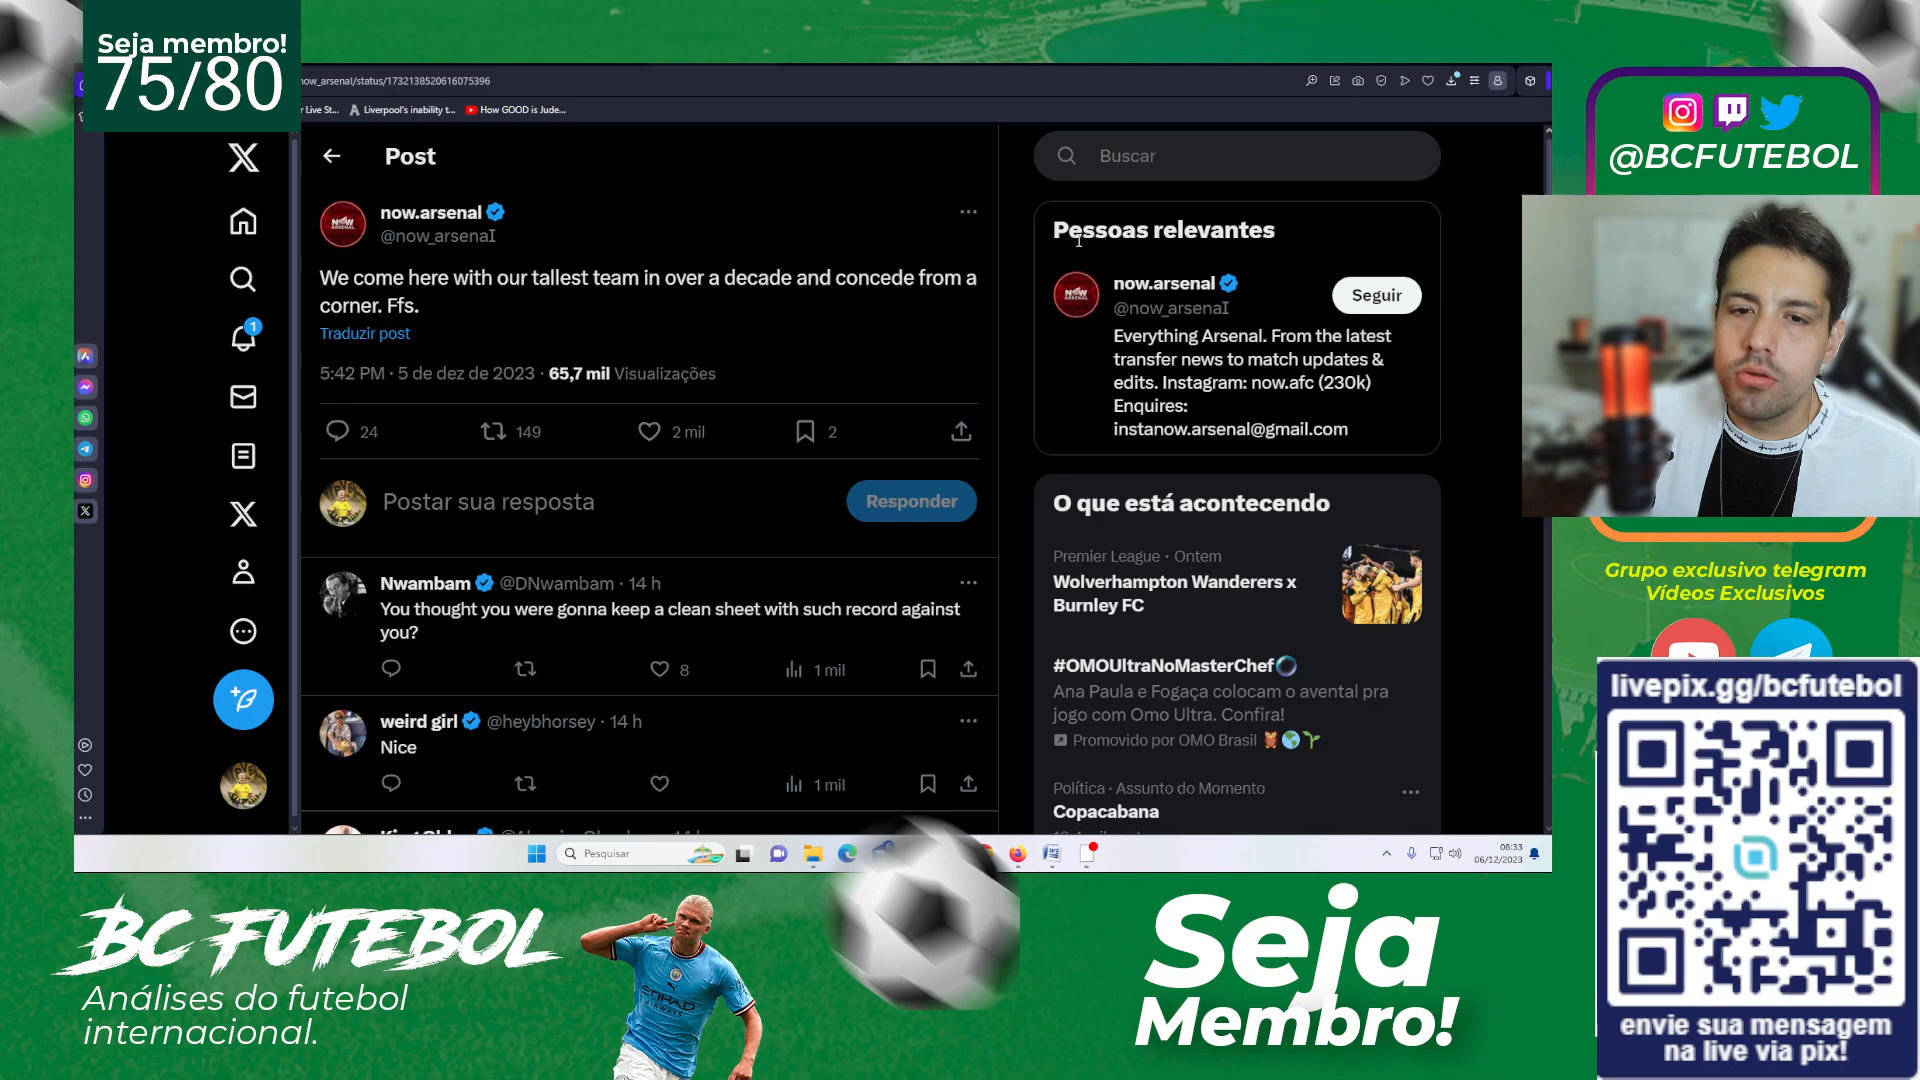 Seja membro!
75/80
now_arsenal/status/1732138520616075396
r Live St...
Liverpool's inability t...
How GOOD is Jude...
@BCFUTEBOL
Post
Buscar
now.arsenal
@now_arsenaI
We come here with our tallest team in over a decade and concede from a
corner. Ffs.
Traduzir post
5:42 PM · 5 de dez de 2023 · 65,7 mil Visualizações
24
149
2 mil
2
Postar sua resposta
Responder
Nwambam @DNwambam · 14 h
You thought you were gonna keep a clean sheet with such record against
you?
8
1 mil
weird girl @heybhorsey · 14 h
Nice
1 mil
1
Pessoas relevantes
now.arsenal
@now_arsenaI
Seguir
Everything Arsenal. From the latest
transfer news to match updates &
edits. Instagram: now.afc (230k)
Enquires:
instanow.arsenal@gmail.com
O que está acontecendo
Premier League · Ontem
Wolverhampton Wanderers x
Burnley FC
#OMOUltraNoMasterChef
Ana Paula e Fogaça colocam o avental pra
jogo com Omo Ultra. Confira!
Promovido por OMO Brasil
Política · Assunto do Momento
Copacabana
Pesquisar
08:33
06/12/2023
Grupo exclusivo telegram
Vídeos Exclusivos
livepix.gg/bcfutebol
envie sua mensagem
na live via pix!
BC FUTEBOL
Análises do futebol
internacional.
ETIHAD
AIRWAYS
Seja
Membro!